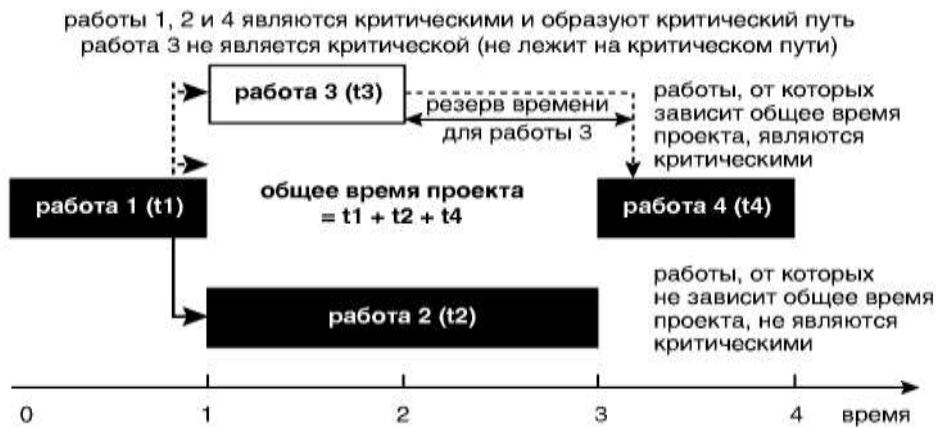 работы 1, 2 и 4 являются критическими и образуют критический путь
работа 3 не является критической (не лежит на критическом пути)
работа 3 (t3)
резерв времени
для работы 3
работы, от которых
зависит общее время
проекта, являются
критическими
работа 1 (t1)
общее время проекта
= t1 + t2 + t4
работа 4 (t4)
работа 2 (t2)
работы, от которых
не зависит общее время
проекта, не являются
критическими
0 1 2 3 4 время